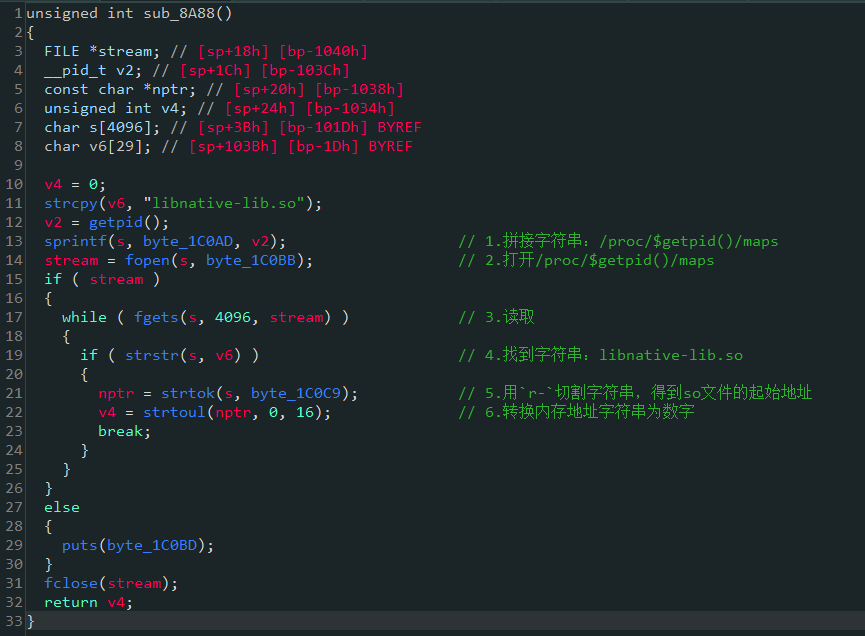 1 unsigned int sub_8A88()
2 {
3 FILE *stream; // [sp+18h] [bp-1040h]
4 __pid_t v2; // [sp+1Ch] [bp-103Ch]
5 const char *nptr; // [sp+20h] [bp-1038h]
6 unsigned int v4; // [sp+24h] [bp-1034h]
7 char s[4096]; // [sp+3Bh] [bp-101Dh] BYREF
8 char v6[29]; // [sp+103Bh] [bp-1Dh] BYREF
9
10 v4 = 0;
11 strcpy(v6, "libnative-lib.so");
12 v2 = getpid();
13 sprintf(s, byte_1C0AD, v2); // 1.拼接字符串: /proc/$getpid()/maps
14 stream = fopen(s, byte_1C0BB); // 2.打开/proc/$getpid()/maps
15 if ( stream )
16 {
17 while ( fgets(s, 4096, stream) ) // 3.读取
18 {
19 if ( strstr(s, v6) ) // 4.找到字符串: libnative-lib.so
20 {
21 nptr = strtok(s, byte_1C0C9); // 5.用`r-`切割字符串, 得到so文件的起始地址
22 v4 = strtoul(nptr, 0, 16); // 6.转换内存地址字符串为数字
23 break;
24 }
25 }
26 }
27 else
28 {
29 puts(byte_1C0BD);
30 }
31 fclose(stream);
32 return v4;
33 }